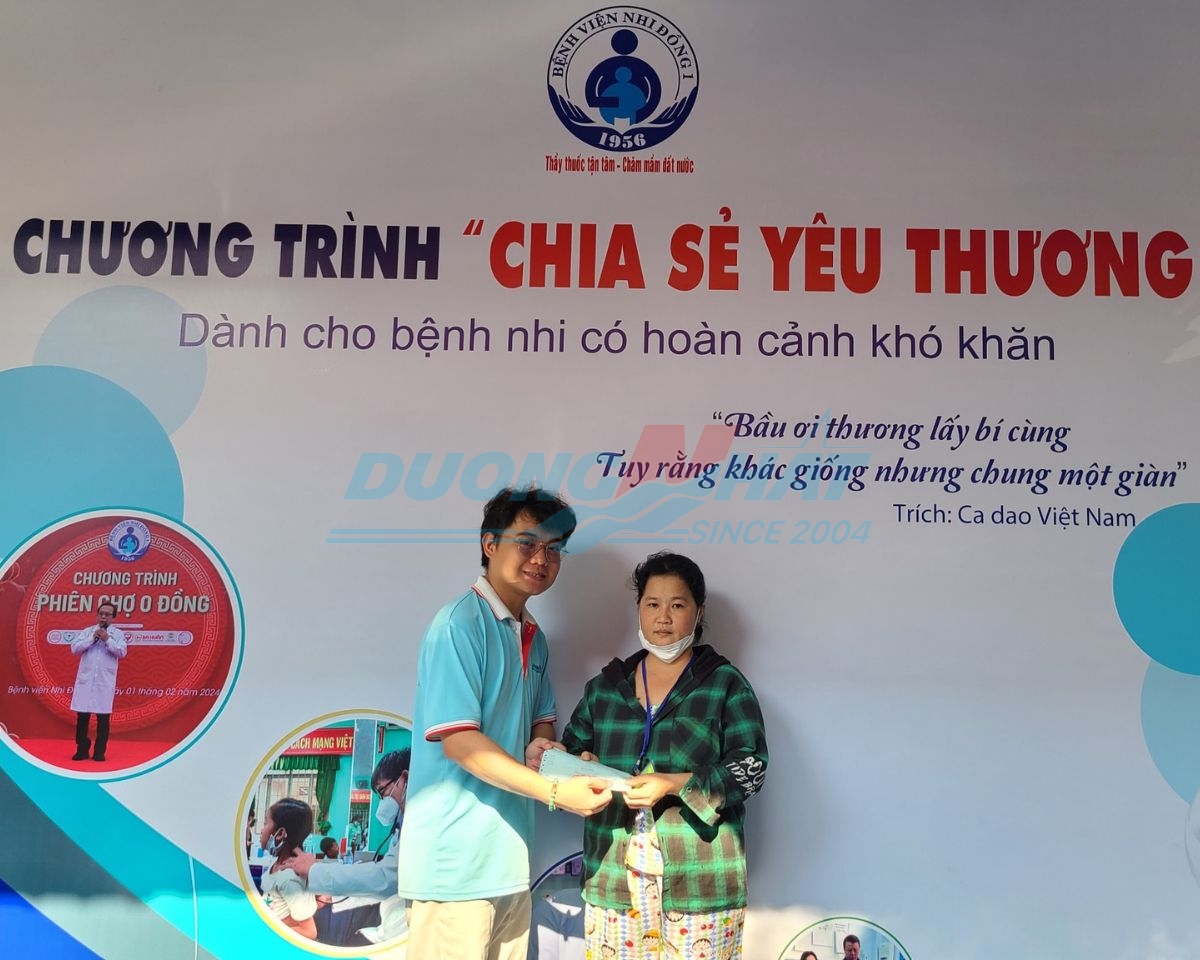 BỆNH VIỆN NHI ĐỒNG 1
1956
Thầy thuốc tận tâm - Chăm mầm đất nước
CHƯƠNG TRÌNH "CHIA SẺ YÊU THƯƠNG
Dành cho bệnh nhi có hoàn cảnh khó khăn
"Bầu ơi thương lấy bí cùng
Tuy rằng khác giống nhưng chung một giàn"
Trích: Ca dao Việt Nam
DUONG NHẤT
SINCE 2004
1956
CHƯƠNG TRÌNH
PHIÊN CHỢ 0 ĐỒNG
Bệnh viện Nhi 01 tháng 02 năm 2024
CÁCH MẠNG VIỆT